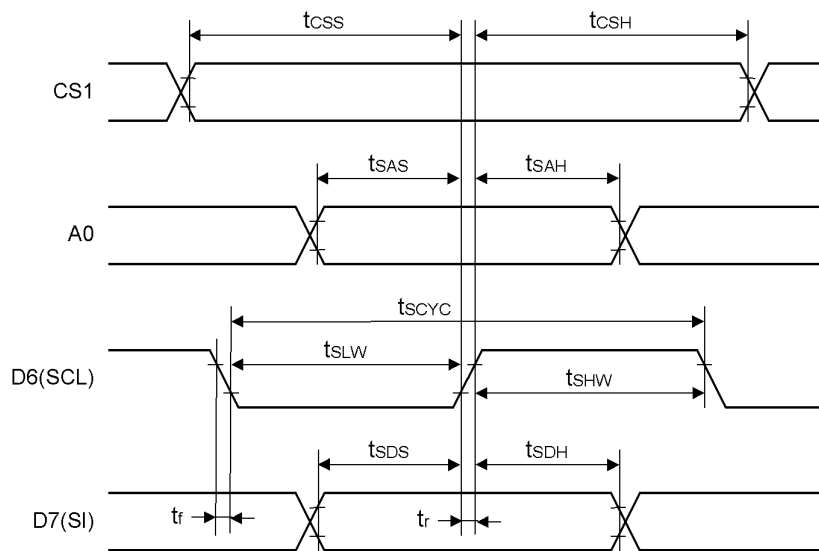 tCSS tCSH
CS1
tSAS tSAH
A0
tSCYC
tSLW
D6(SCL)
tSHW
tSDS tSDH
D7(SI) tf tr